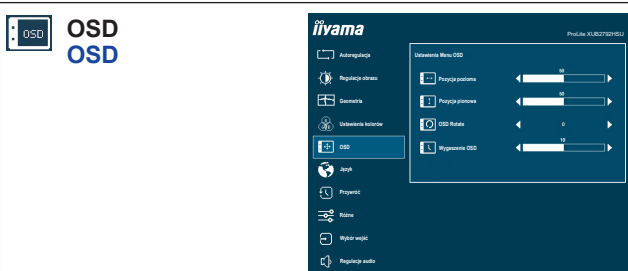 OSD
OSD
OSD
iiyama
ProLite XUB2792HSU
Autoregulacja
Regulacje obrazu
Geometria
Ustawienia kolorów
OSD
Język
Przywróć
Różne
Wybór wejść
Regulacje audio
Ustawienia Menu OSD
Pozycja pozioma
50
Pozycja pionowa
50
OSD Rotate
0
Wygaszenie OSD
10